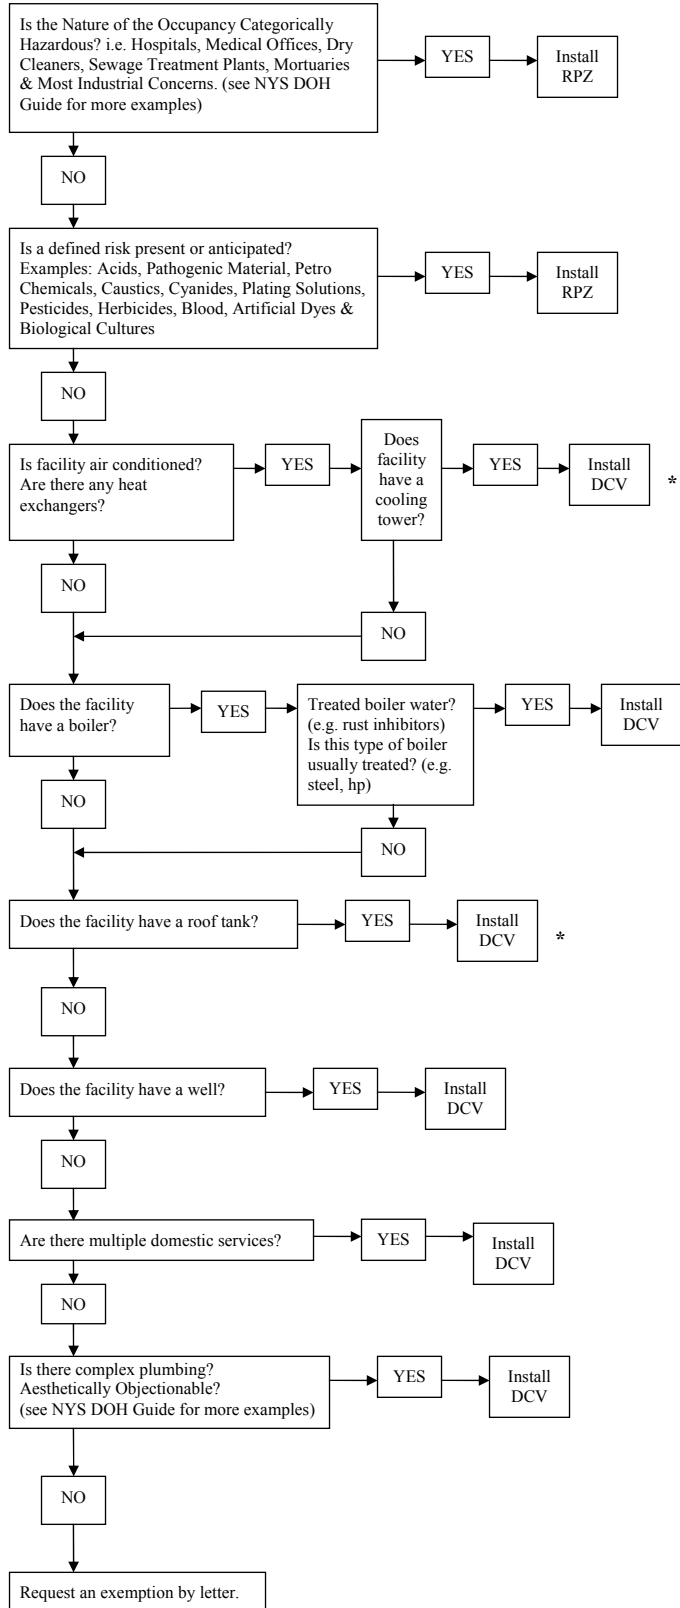 Is the Nature of the Occupancy Categorically
Hazardous? i.e. Hospitals, Medical Offices, Dry
Cleaners, Sewage Treatment Plants, Mortuaries
& Most Industrial Concerns. (see NYS DOH
Guide for more examples)
YES
Install
RPZ
NO
Is a defined risk present or anticipated?
Examples: Acids, Pathogenic Material, Petro
Chemicals, Caustics, Cyanides, Plating Solutions,
Pesticides, Herbicides, Blood, Artificial Dyes &
Biological Cultures
YES
Install
RPZ
NO
Is facility air conditioned?
Are there any heat
exchangers?
YES
Does
facility
have a
cooling
tower?
YES
Install
DCV
*
NO
NO
Does the facility
have a boiler?
YES
Treated boiler water?
(e.g. rust inhibitors)
Is this type of boiler
usually treated? (e.g.
steel, hp)
YES
Install
DCV
NO
NO
Does the facility have a roof tank?
YES
Install
DCV
*
NO
Does the facility have a well?
YES
Install
DCV
NO
Are there multiple domestic services?
YES
Install
DCV
NO
Is there complex plumbing?
Aesthetically Objectionable?
(see NYS DOH Guide for more examples)
YES
Install
DCV
NO
Request an exemption by letter.